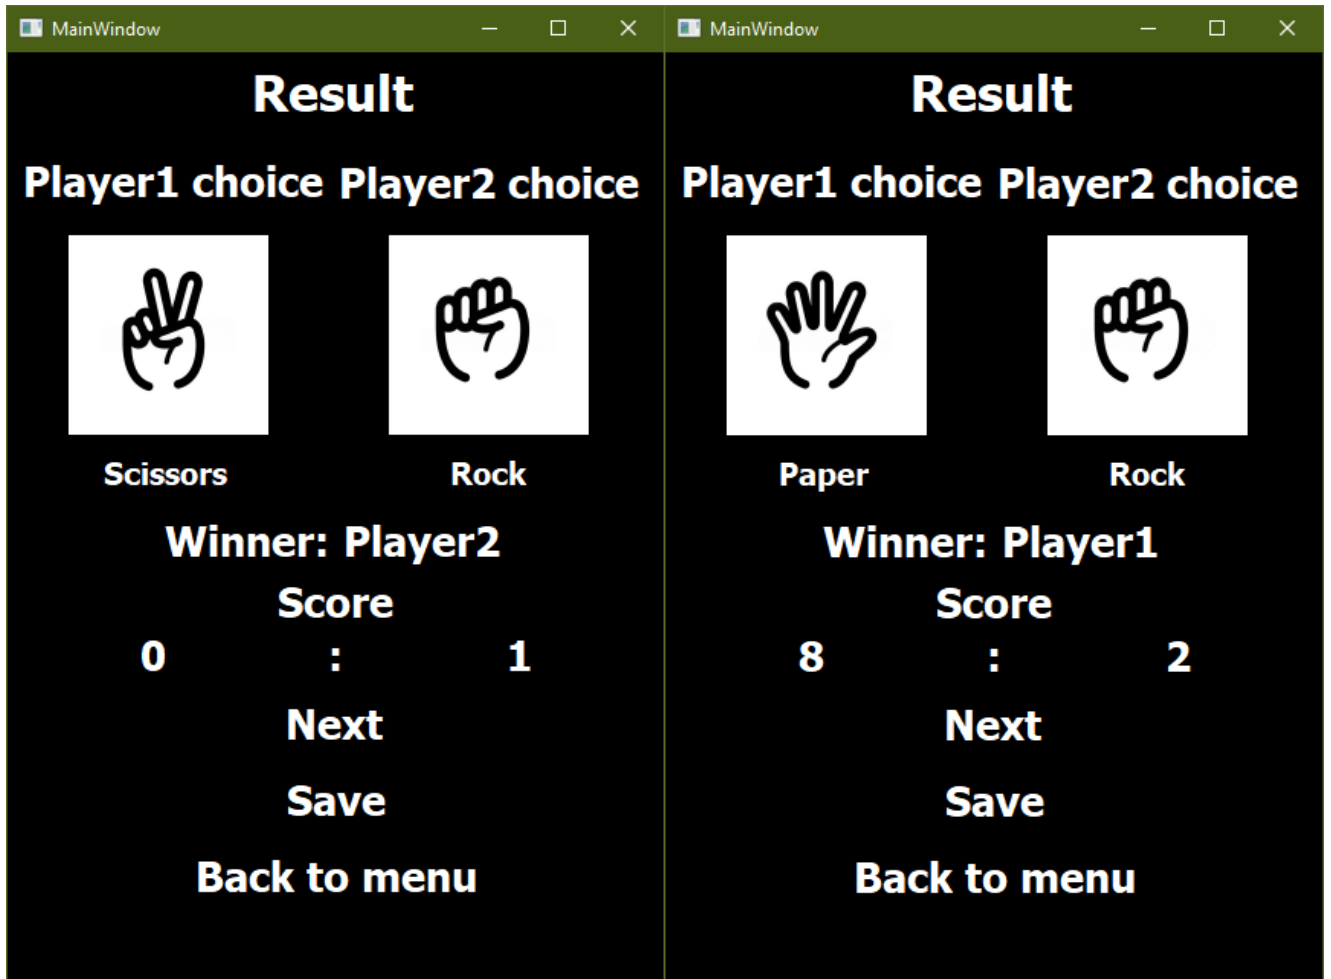 MainWindow
Result
Player1 choice Player2 choice
Scissors Rock
Winner: Player2
Score
0 : 1
Next
Save
Back to menu
MainWindow
Result
Player1 choice Player2 choice
Paper Rock
Winner: Player1
Score
8 : 2
Next
Save
Back to menu